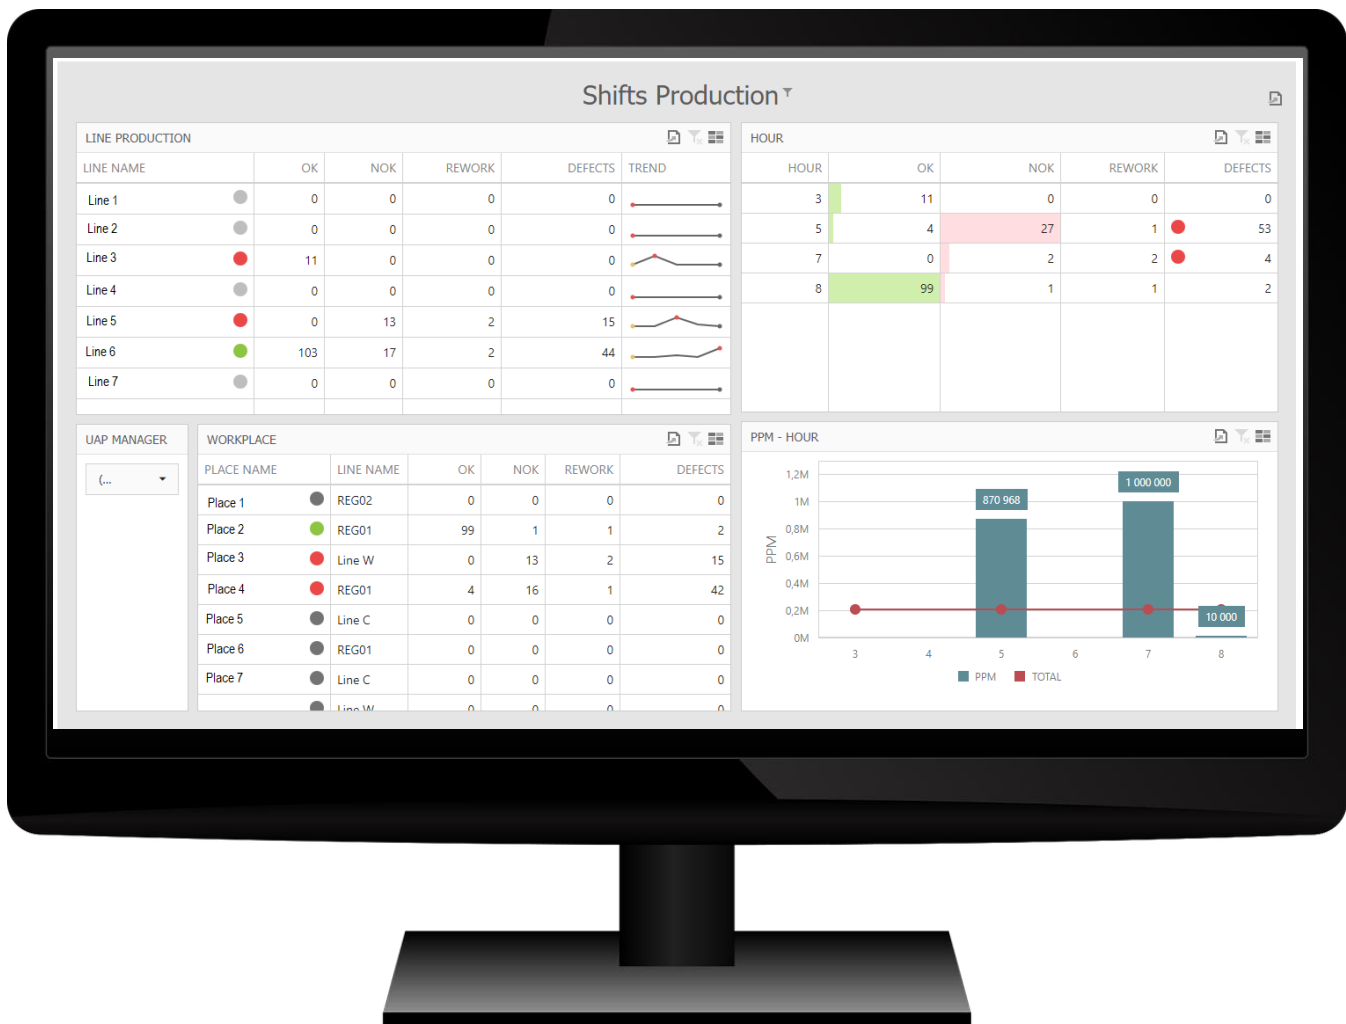 Shifts Production
LINE PRODUCTION
LINE NAME OK NOK REWORK DEFECTS TREND
Line 1 0 0 0 0
Line 2 0 0 0 0
Line 3 11 0 0 0
Line 4 0 0 0 0
Line 5 0 13 2 15
Line 6 103 17 2 44
Line 7 0 0 0 0
HOUR
HOUR OK NOK REWORK DEFECTS
3 11 0 0 0
5 4 27 1 53
7 0 2 2 4
8 99 1 1 2
UAP MANAGER
(...
WORKPLACE
PLACE NAME LINE NAME OK NOK REWORK DEFECTS
Place 1 REG02 0 0 0 0
Place 2 REG01 99 1 1 2
Place 3 Line W 0 13 2 15
Place 4 REG01 4 16 1 42
Place 5 Line C 0 0 0 0
Place 6 REG01 0 0 0 0
Place 7 Line C 0 0 0 0
Line W 0 0 0 0
PPM - HOUR
PPM
1,2M
1M
0,8M
0,6M
0,4M
0,2M
0M
870 968
1 000 000
10 000
3 4 5 6 7 8
PPM TOTAL